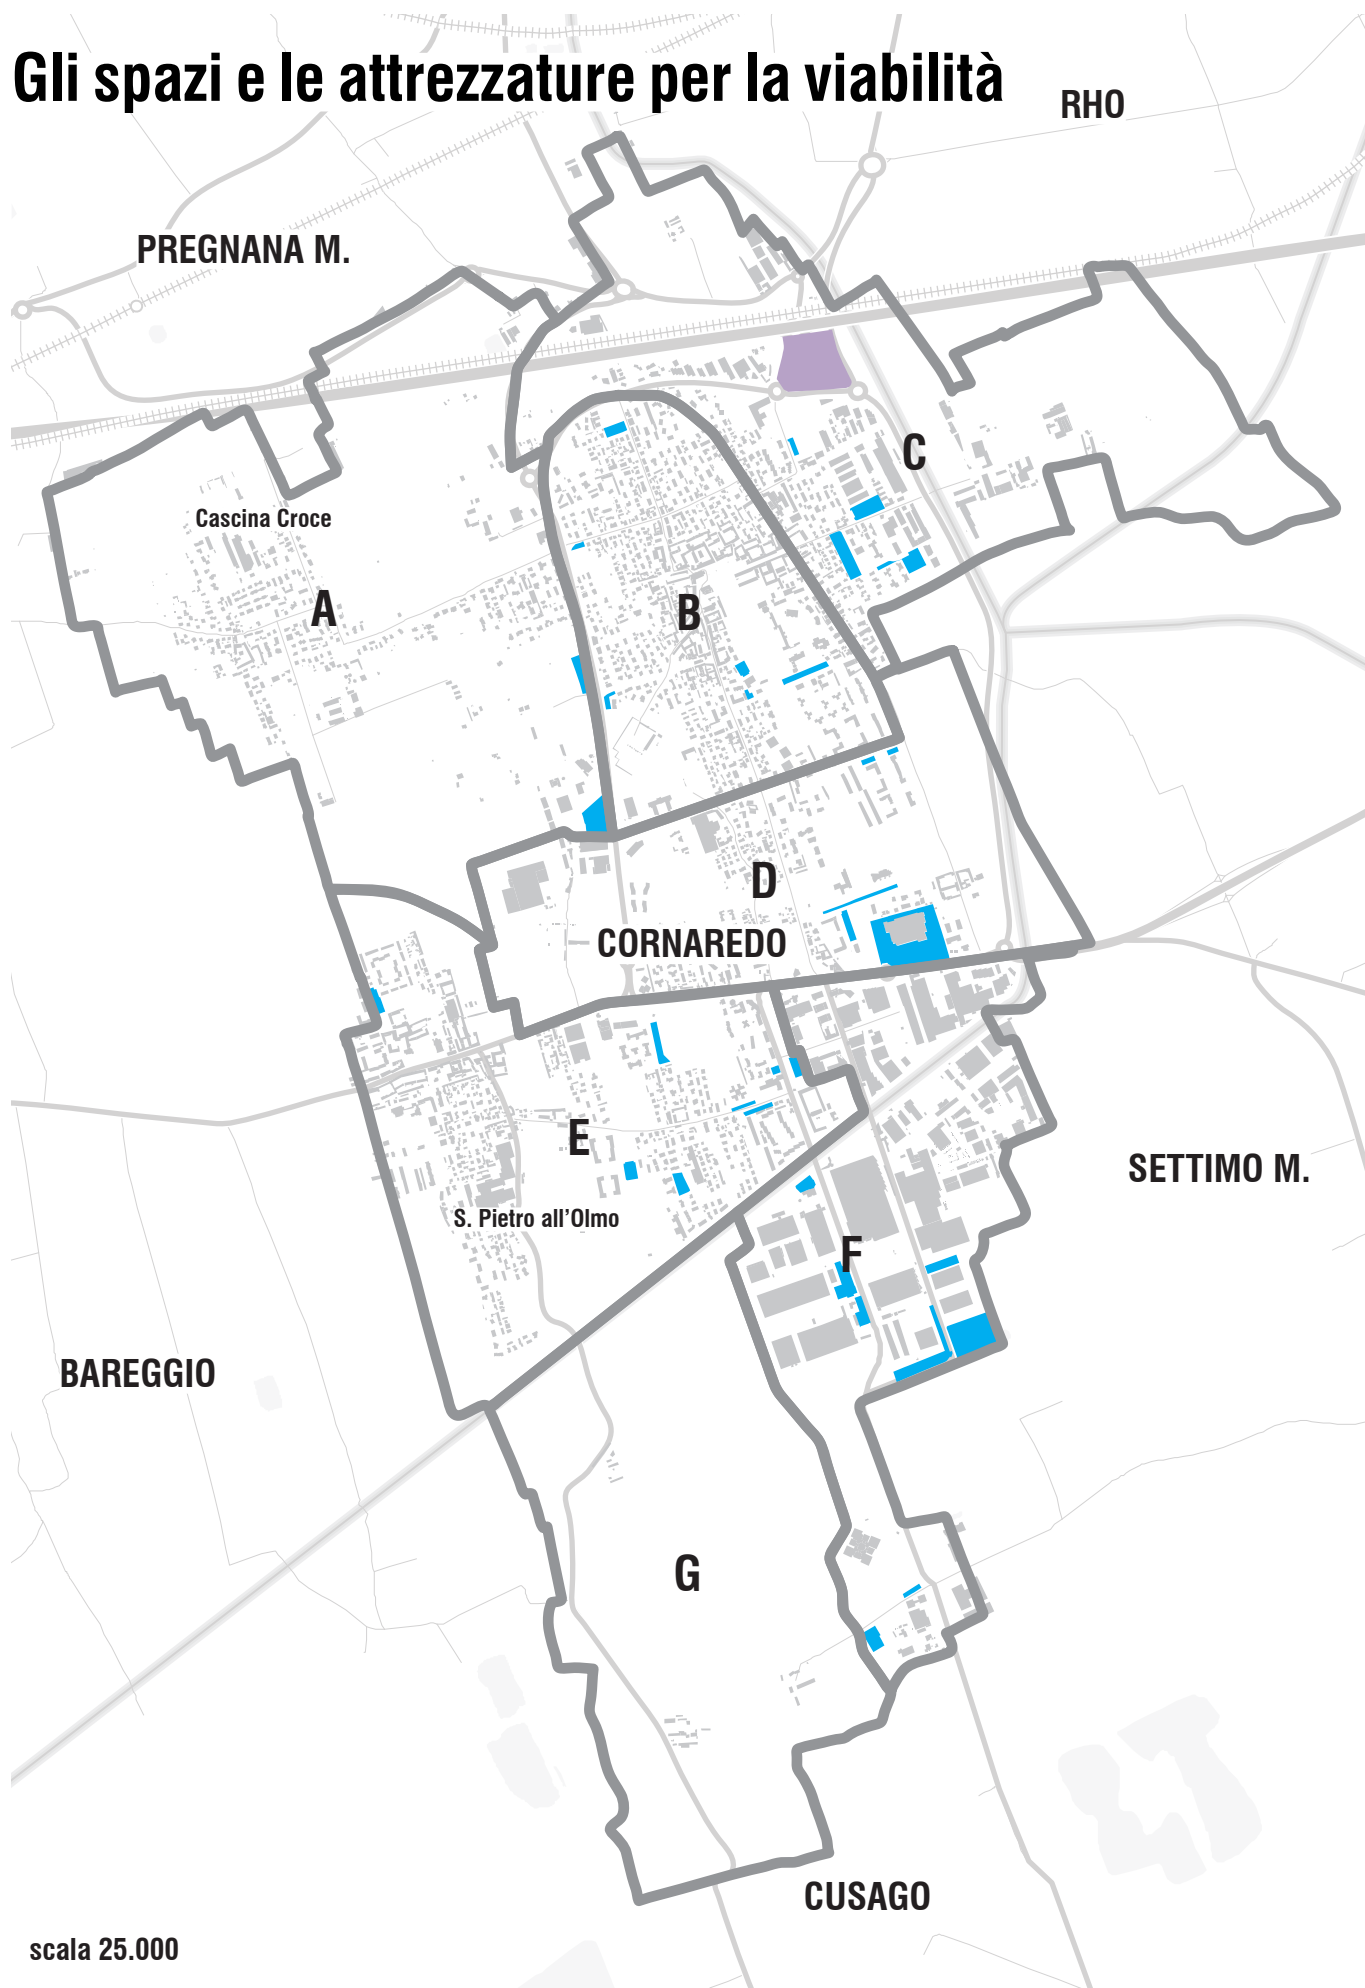 Gli spazi e le attrezzature per la viabilità
RHO
PREGNANA M.
C
Cascina Croce
A
B
D
CORNAREDO
E
SETTIMO M.
S. Pietro all'Olmo
F
BAREGGIO
G
CUSAGO
scala 25.000